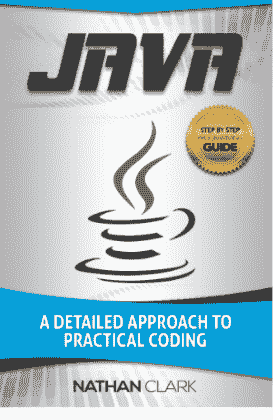 JAVA
STEP BY STEP
GUIDE
A DETAILED APPROACH TO
PRACTICAL CODING
NATHAN CLARK